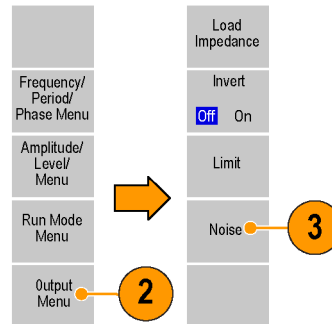 Frequency/
Period/
Phase Menu
Amplitude/
Level/
Menu
Run Mode
Menu
Output
Menu
2
Load
Impedance
Invert
Off On
Limit
Noise
3